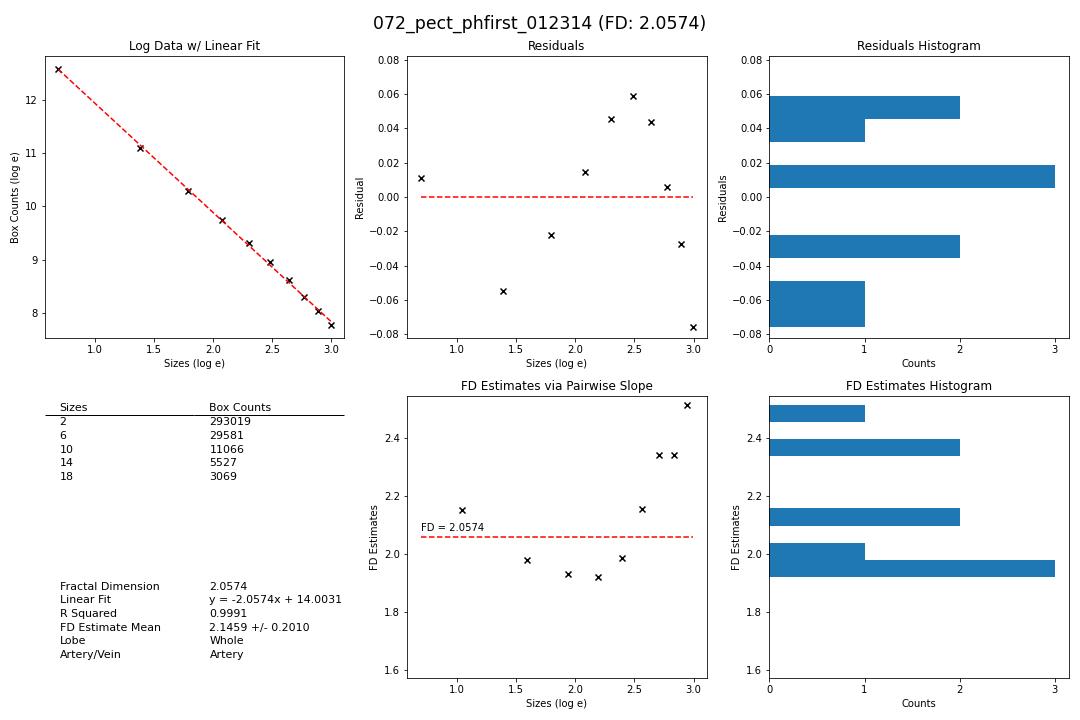 072_pect_phfirst_012314 (FD: 2.0574)
Log Data w/ Linear Fit
Box Counts (log e)
12
11
10
9
8
1.0 1.5 2.0 2.5 3.0
Sizes (log e)
Residuals
Residual
0.08
0.06
0.04
0.02
0.00
−0.02
−0.04
−0.06
−0.08
1.0 1.5 2.0 2.5 3.0
Sizes (log e)
Residuals Histogram
Residuals
0.08
0.06
0.04
0.02
0.00
−0.02
−0.04
−0.06
−0.08
0 1 2 3
Counts
Sizes Box Counts
2 293019
6 29581
10 11066
14 5527
18 3069
Fractal Dimension 2.0574
Linear Fit y = -2.0574x + 14.0031
R Squared 0.9991
FD Estimate Mean 2.1459 +/- 0.2010
Lobe Whole
Artery/Vein Artery
FD Estimates via Pairwise Slope
FD Estimates
2.4
2.2
FD = 2.0574
2.0
1.8
1.6
1.0 1.5 2.0 2.5 3.0
Sizes (log e)
FD Estimates Histogram
FD Estimates
2.4
2.2
2.0
1.8
1.6
0 1 2 3
Counts